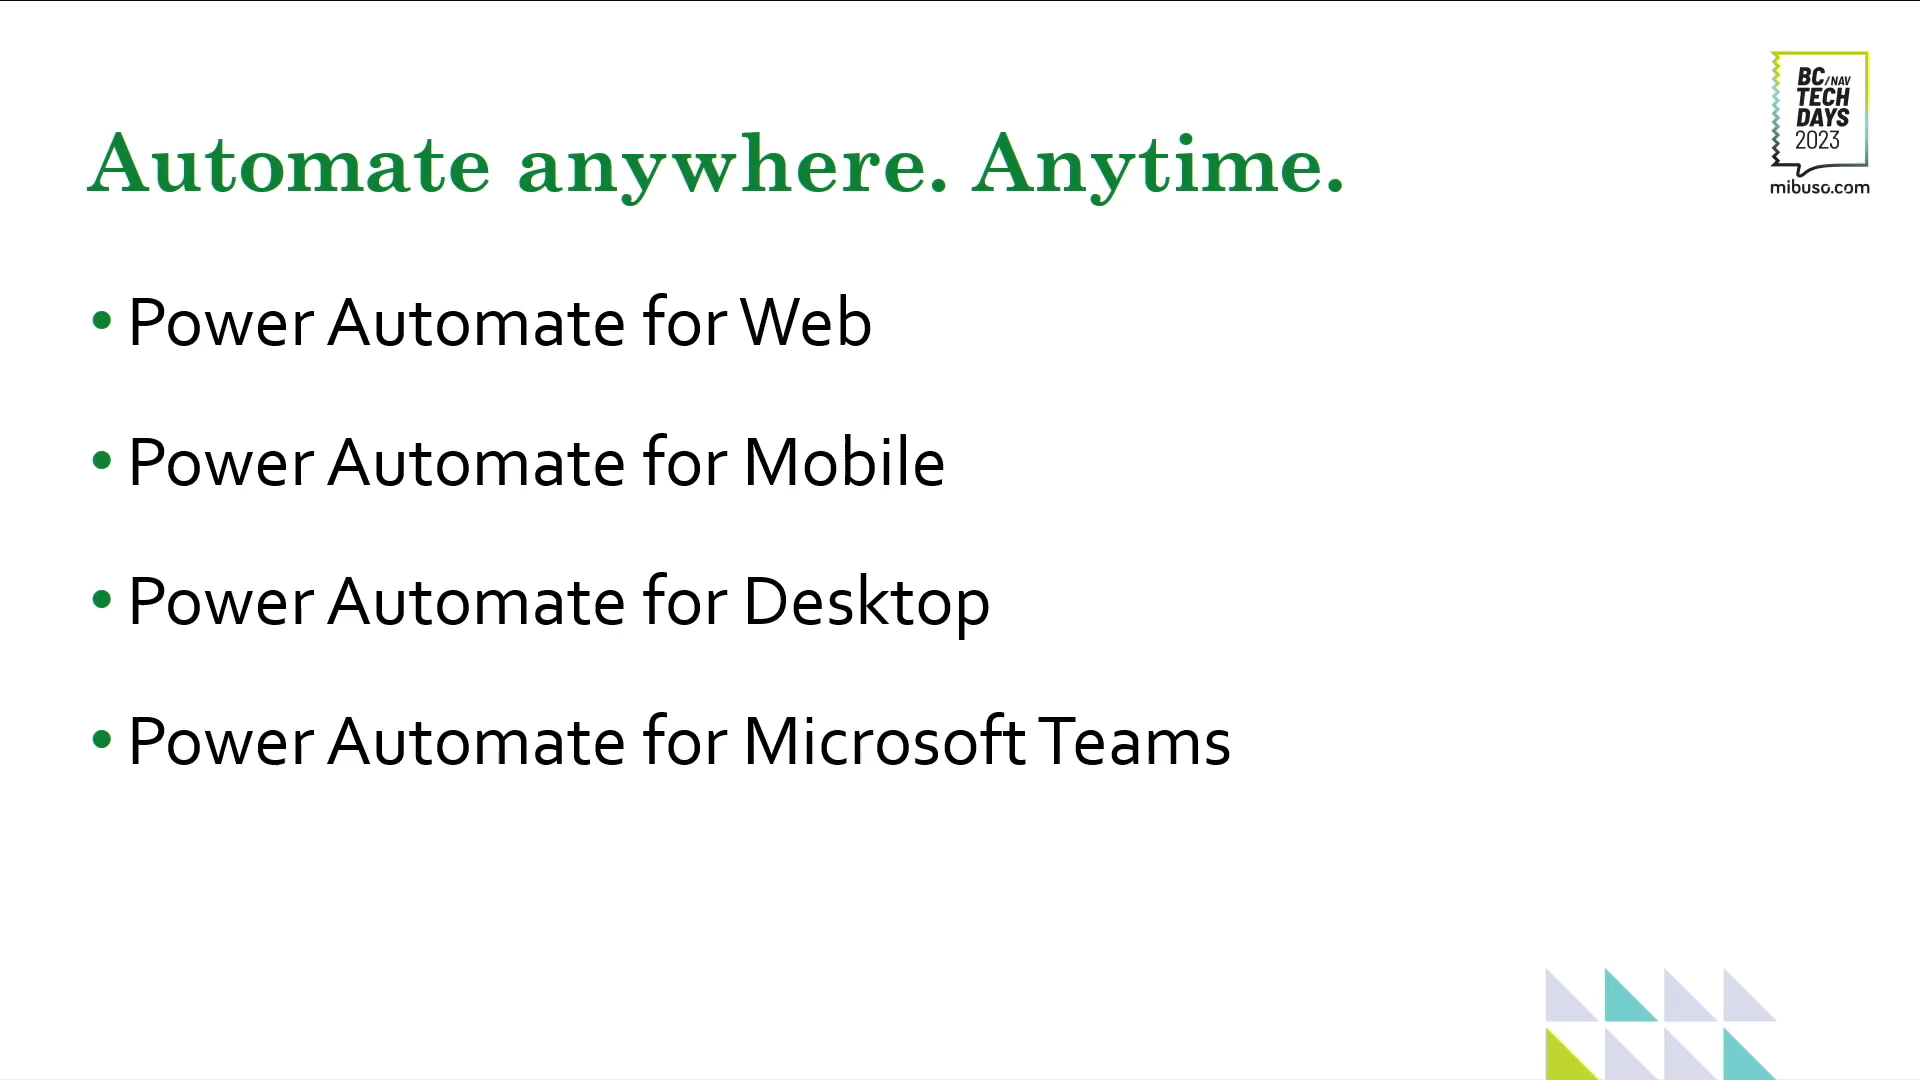 BC/NAV
TECH
DAYS
2023
mibuso.com
Automate anywhere. Anytime.
• Power Automate for Web
• Power Automate for Mobile
• Power Automate for Desktop
• Power Automate for Microsoft Teams